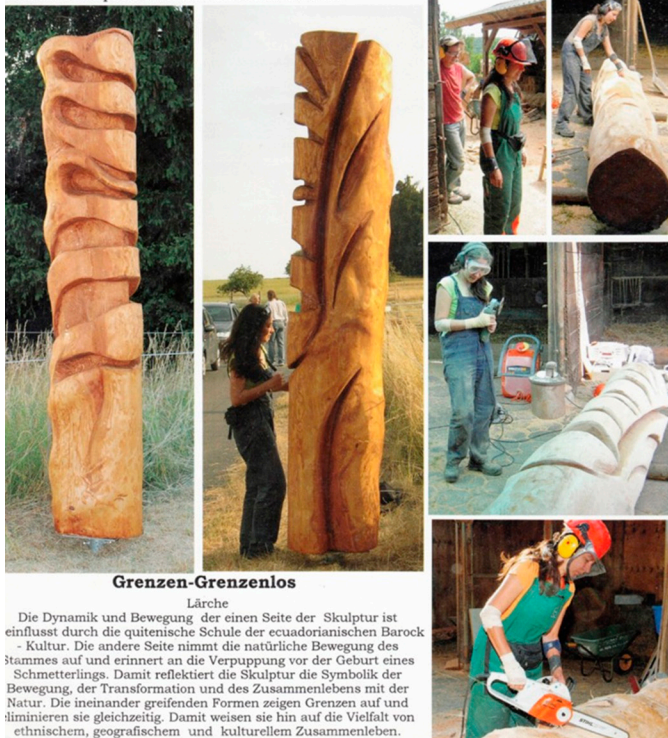 Grenzen-Grenzenlos
Lärche
Die Dynamik und Bewegung der einen Seite der Skulptur ist
einflusst durch die quitenische Schule der ecuadorianischen Barock
- Kultur. Die andere Seite nimmt die natürliche Bewegung des
Stammes auf und erinnert an die Verpuppung vor der Geburt eines
Schmetterlings. Damit reflektiert die Skulptur die Symbolik der
Bewegung, der Transformation und des Zusammenlebens mit der
Natur. Die ineinander greifenden Formen zeigen Grenzen auf und
eliminieren sie gleichzeitig. Damit weisen sie hin auf die Vielfalt von
ethnischem, geografischem und kulturellem Zusammenleben.
STIHL